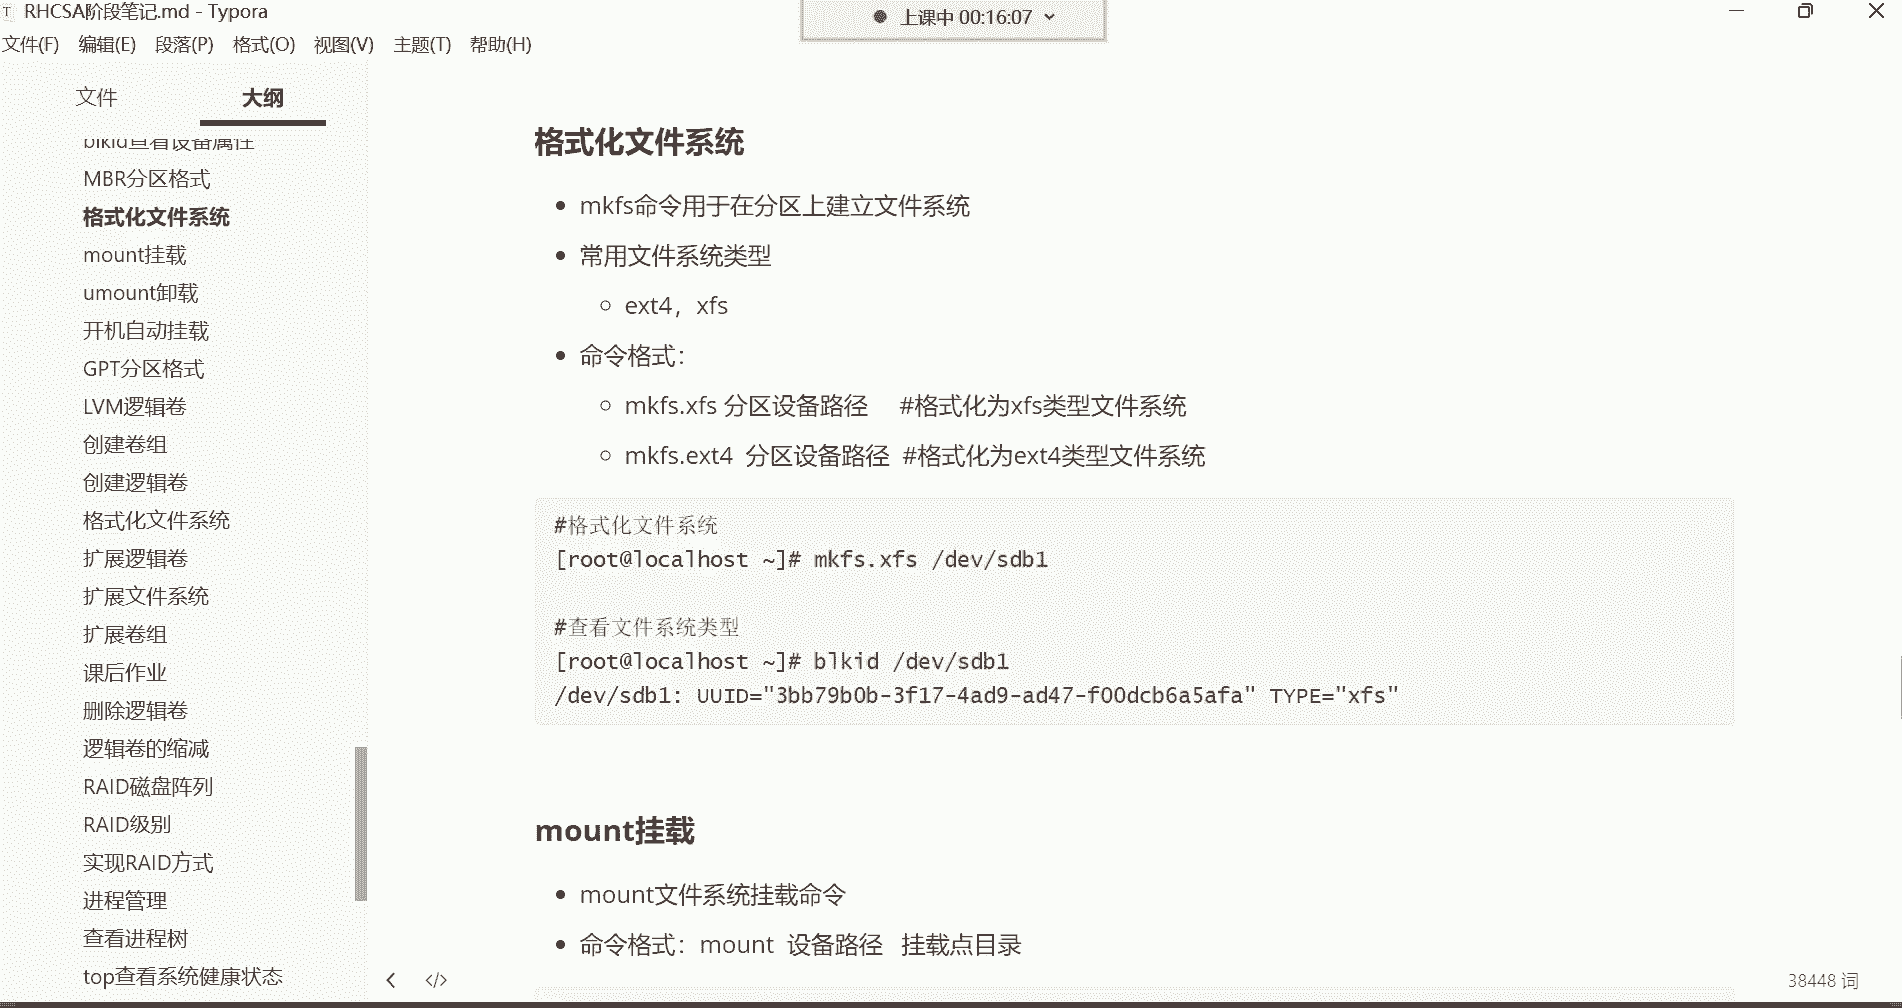 RHCSA阶段笔记.md - Typora
上课中 00:16:07
文件(F) 编辑(E) 段落(P) 格式(O) 视图(V) 主题(T) 帮助(H)
文件 大纲
blkid查看设备属性
MBR分区格式
格式化文件系统
mount挂载
umount卸载
开机自动挂载
GPT分区格式
LVM逻辑卷
创建卷组
创建逻辑卷
格式化文件系统
扩展逻辑卷
扩展文件系统
扩展卷组
课后作业
删除逻辑卷
逻辑卷的缩减
RAID磁盘阵列
RAID级别
实现RAID方式
进程管理
查看进程树
top查看系统健康状态
格式化文件系统
mkfs命令用于在分区上建立文件系统
常用文件系统类型
ext4，xfs
命令格式：
mkfs.xfs 分区设备路径 #格式化为xfs类型文件系统
mkfs.ext4 分区设备路径 #格式化为ext4类型文件系统
#格式化文件系统
[root@localhost ~]# mkfs.xfs /dev/sdb1
#查看文件系统类型
[root@localhost ~]# blkid /dev/sdb1
/dev/sdb1: UUID="3bb79b0b-3f17-4ad9-ad47-f00dcb6a5afa" TYPE="xfs"
mount挂载
mount文件系统挂载命令
命令格式：mount 设备路径 挂载点目录
38448 词